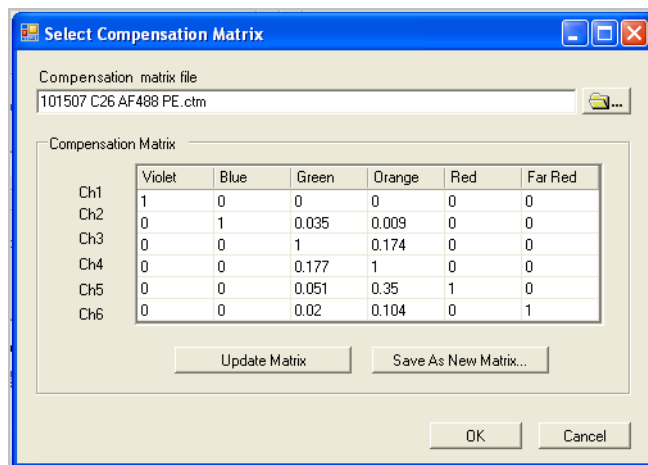 Select Compensation Matrix
Compensation matrix file
101507 C26 AF488 PE.ctm
...
Compensation Matrix
Violet Blue Green Orange Red Far Red
Ch1 1 0 0 0 0 0
Ch2 0 1 0.035 0.009 0 0
Ch3 0 0 1 0.174 0 0
Ch4 0 0 0.177 1 0 0
Ch5 0 0 0.051 0.35 1 0
Ch6 0 0 0.02 0.104 0 1
Update Matrix Save As New Matrix...
OK Cancel